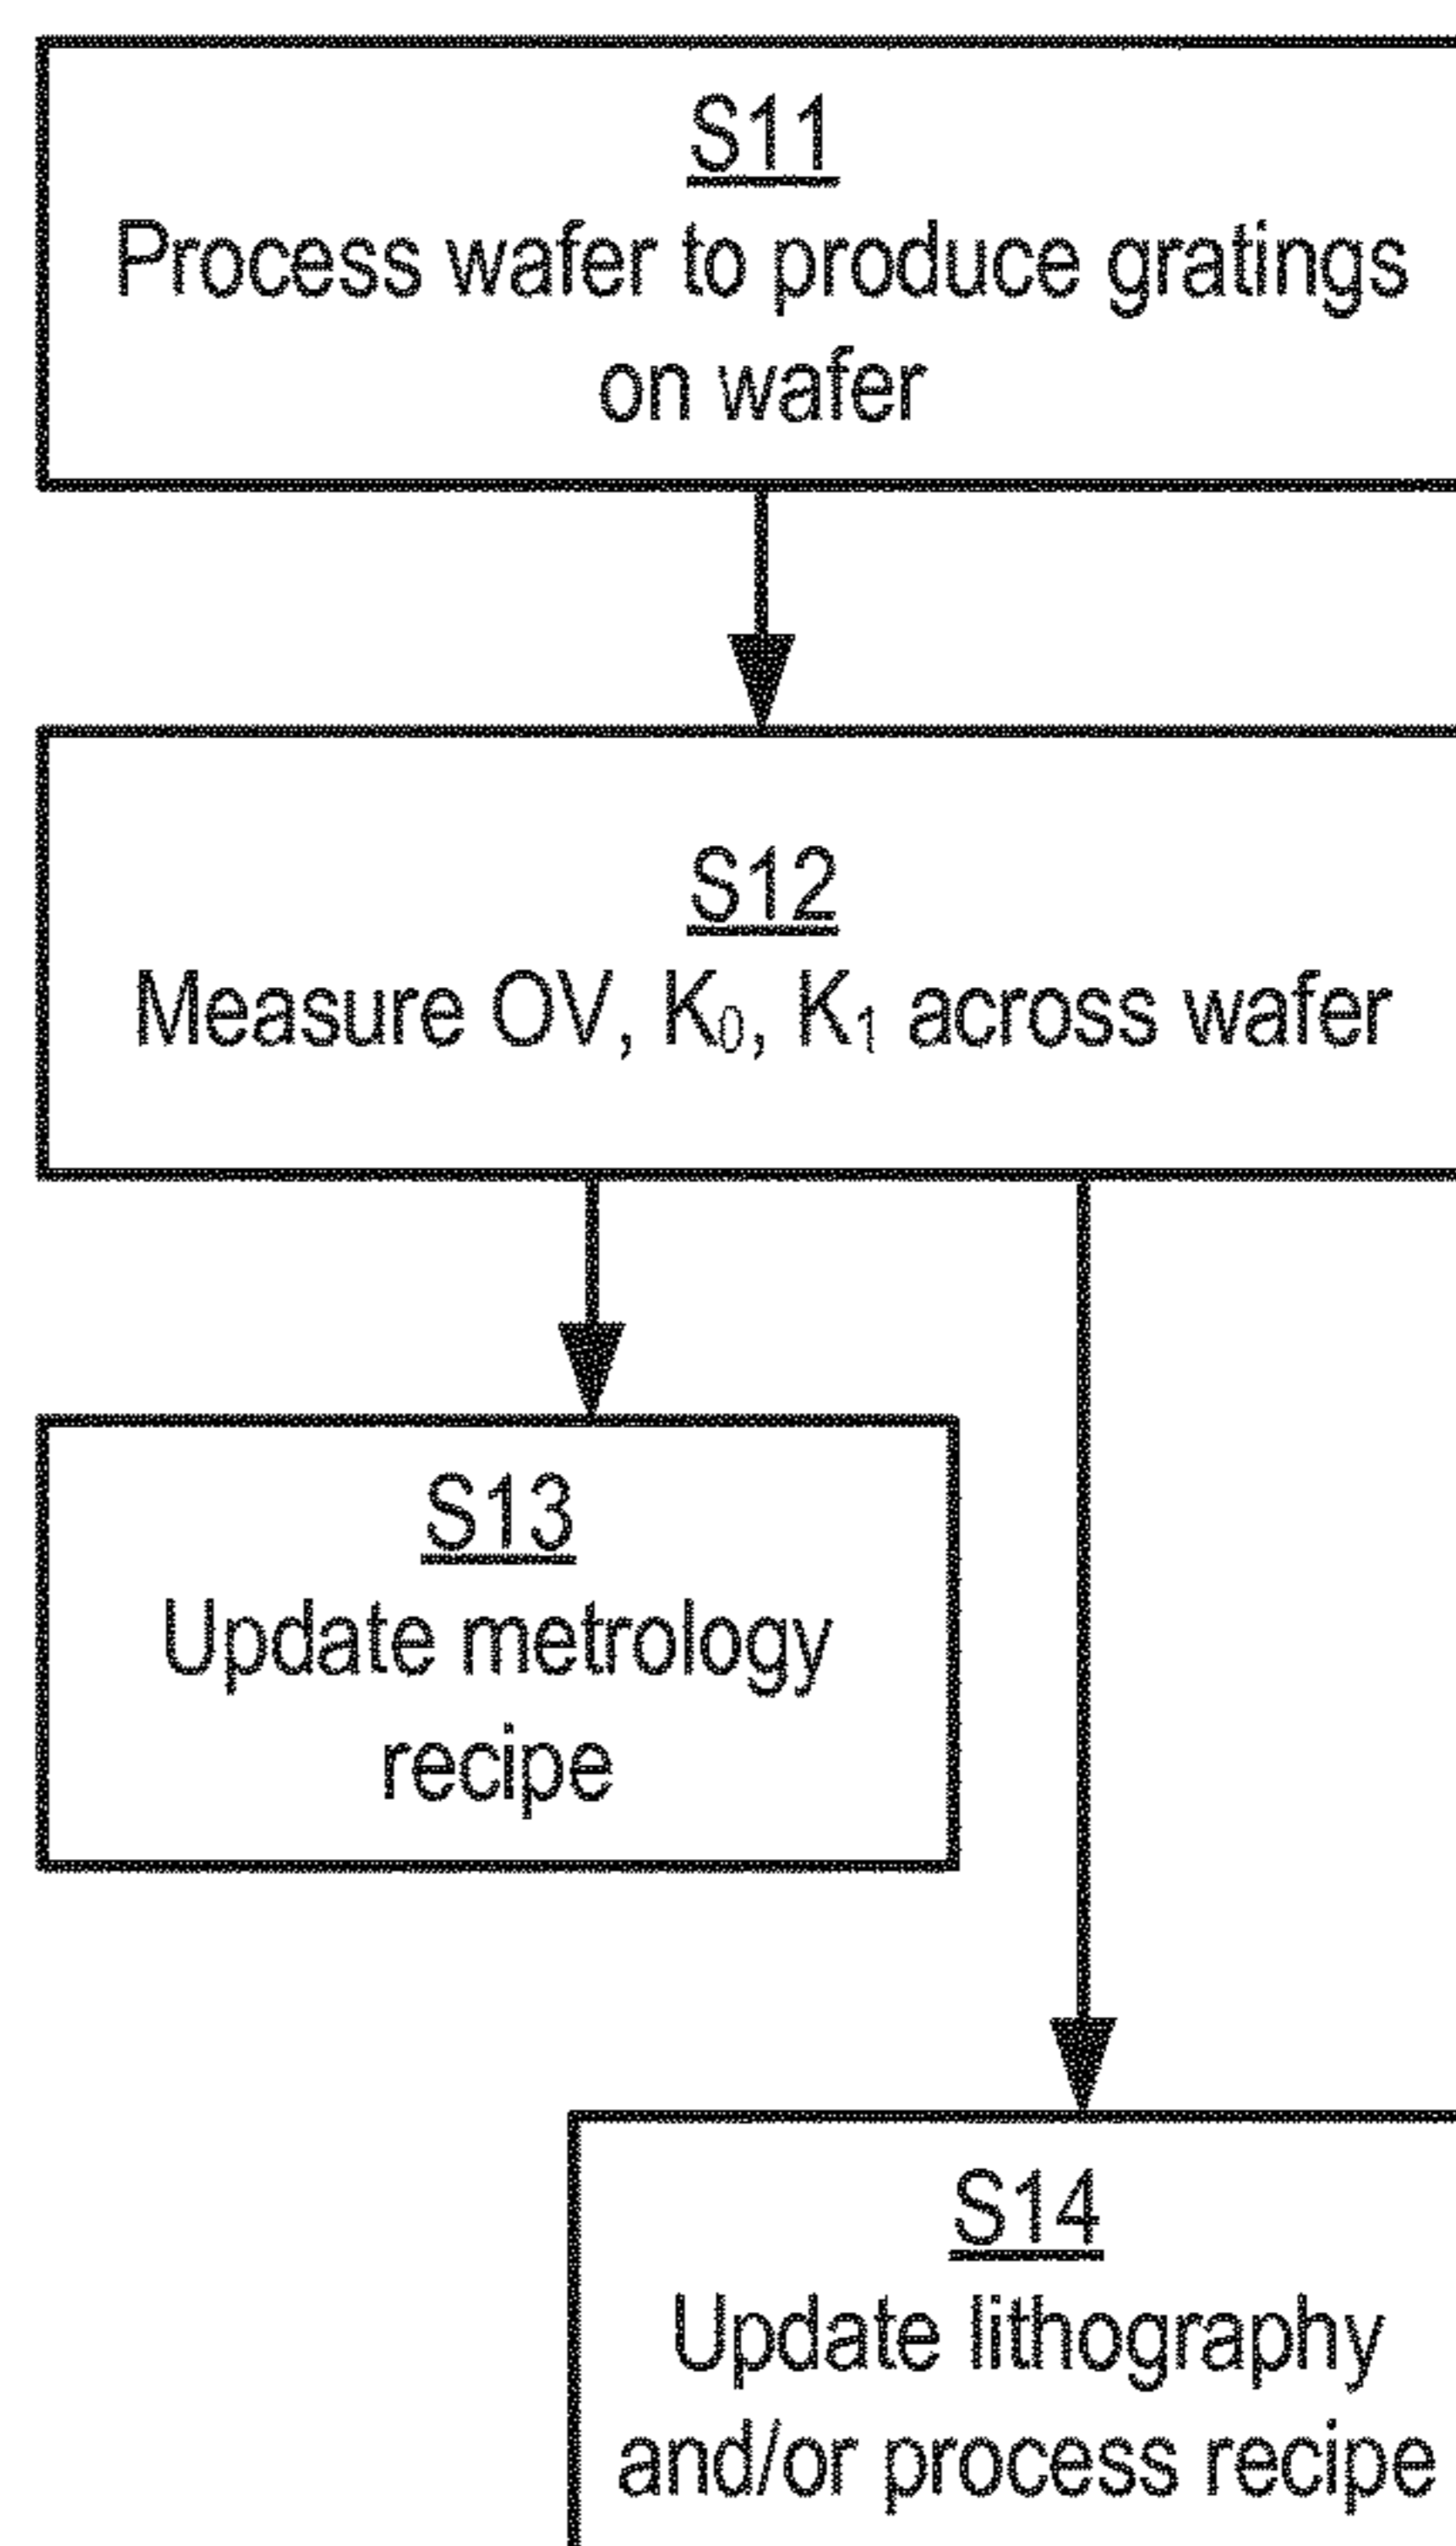 S11
Process wafer to produce gratings
on wafer
S12
Measure OV, K₀, K₁ across wafer
S13
Update metrology
recipe
S14
Update lithography
and/or process recipe